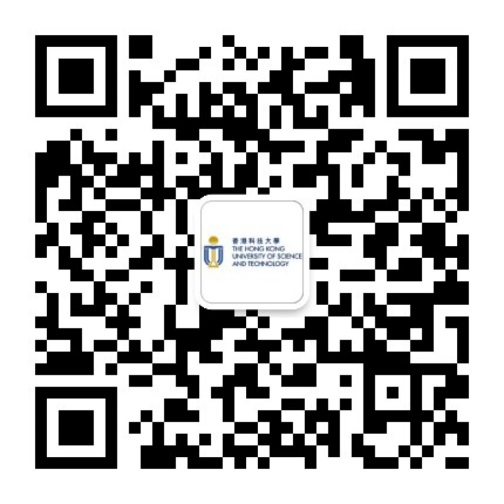 香港科技大學
THE HONG KONG
UNIVERSITY OF SCIENCE
AND TECHNOLOGY